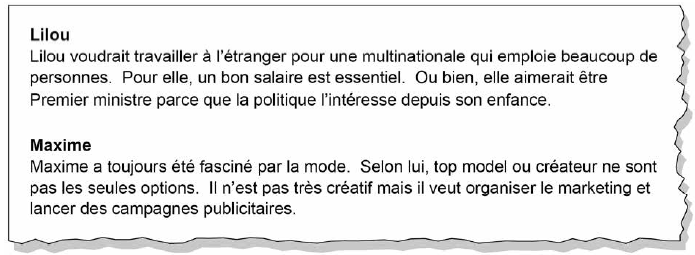 Lilou
Lilou voudrait travailler à l'étranger pour une multinationale qui emploie beaucoup de
personnes. Pour elle, un bon salaire est essentiel. Ou bien, elle aimerait être
Premier ministre parce que la politique l'intéresse depuis son enfance.
Maxime
Maxime a toujours été fasciné par la mode. Selon lui, top model ou créateur ne sont
pas les seules options. Il n'est pas très créatif mais il veut organiser le marketing et
lancer des campagnes publicitaires.